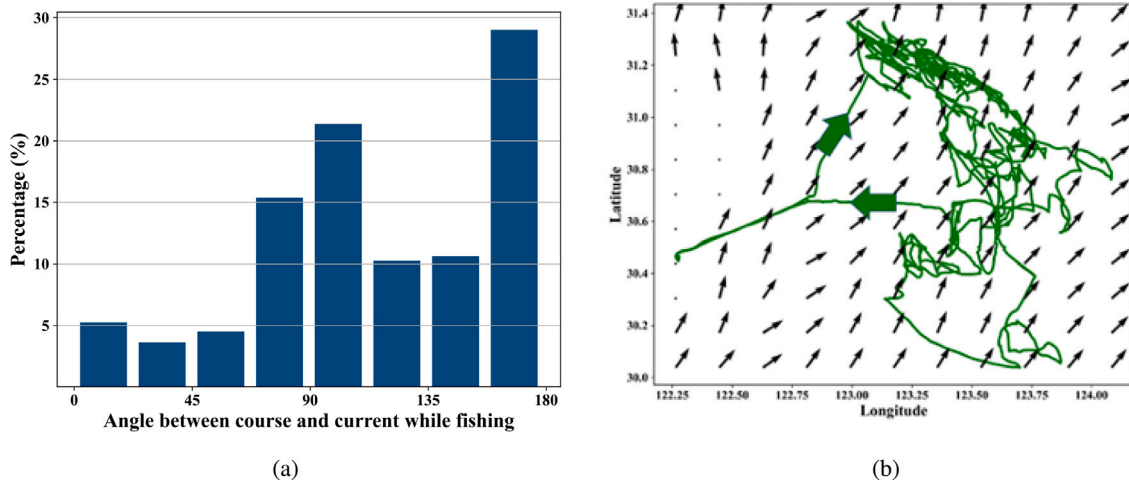 30
25
20
15
10
5
Percentage (%)
0 45 90 135 180
Angle between course and current while fishing
(a)
31.4
31.2
31.0
30.8
30.6
30.4
30.2
30.0
Latitude
122.25 122.50 122.75 123.00 123.25 123.50 123.75 124.00
Longitude
(b)